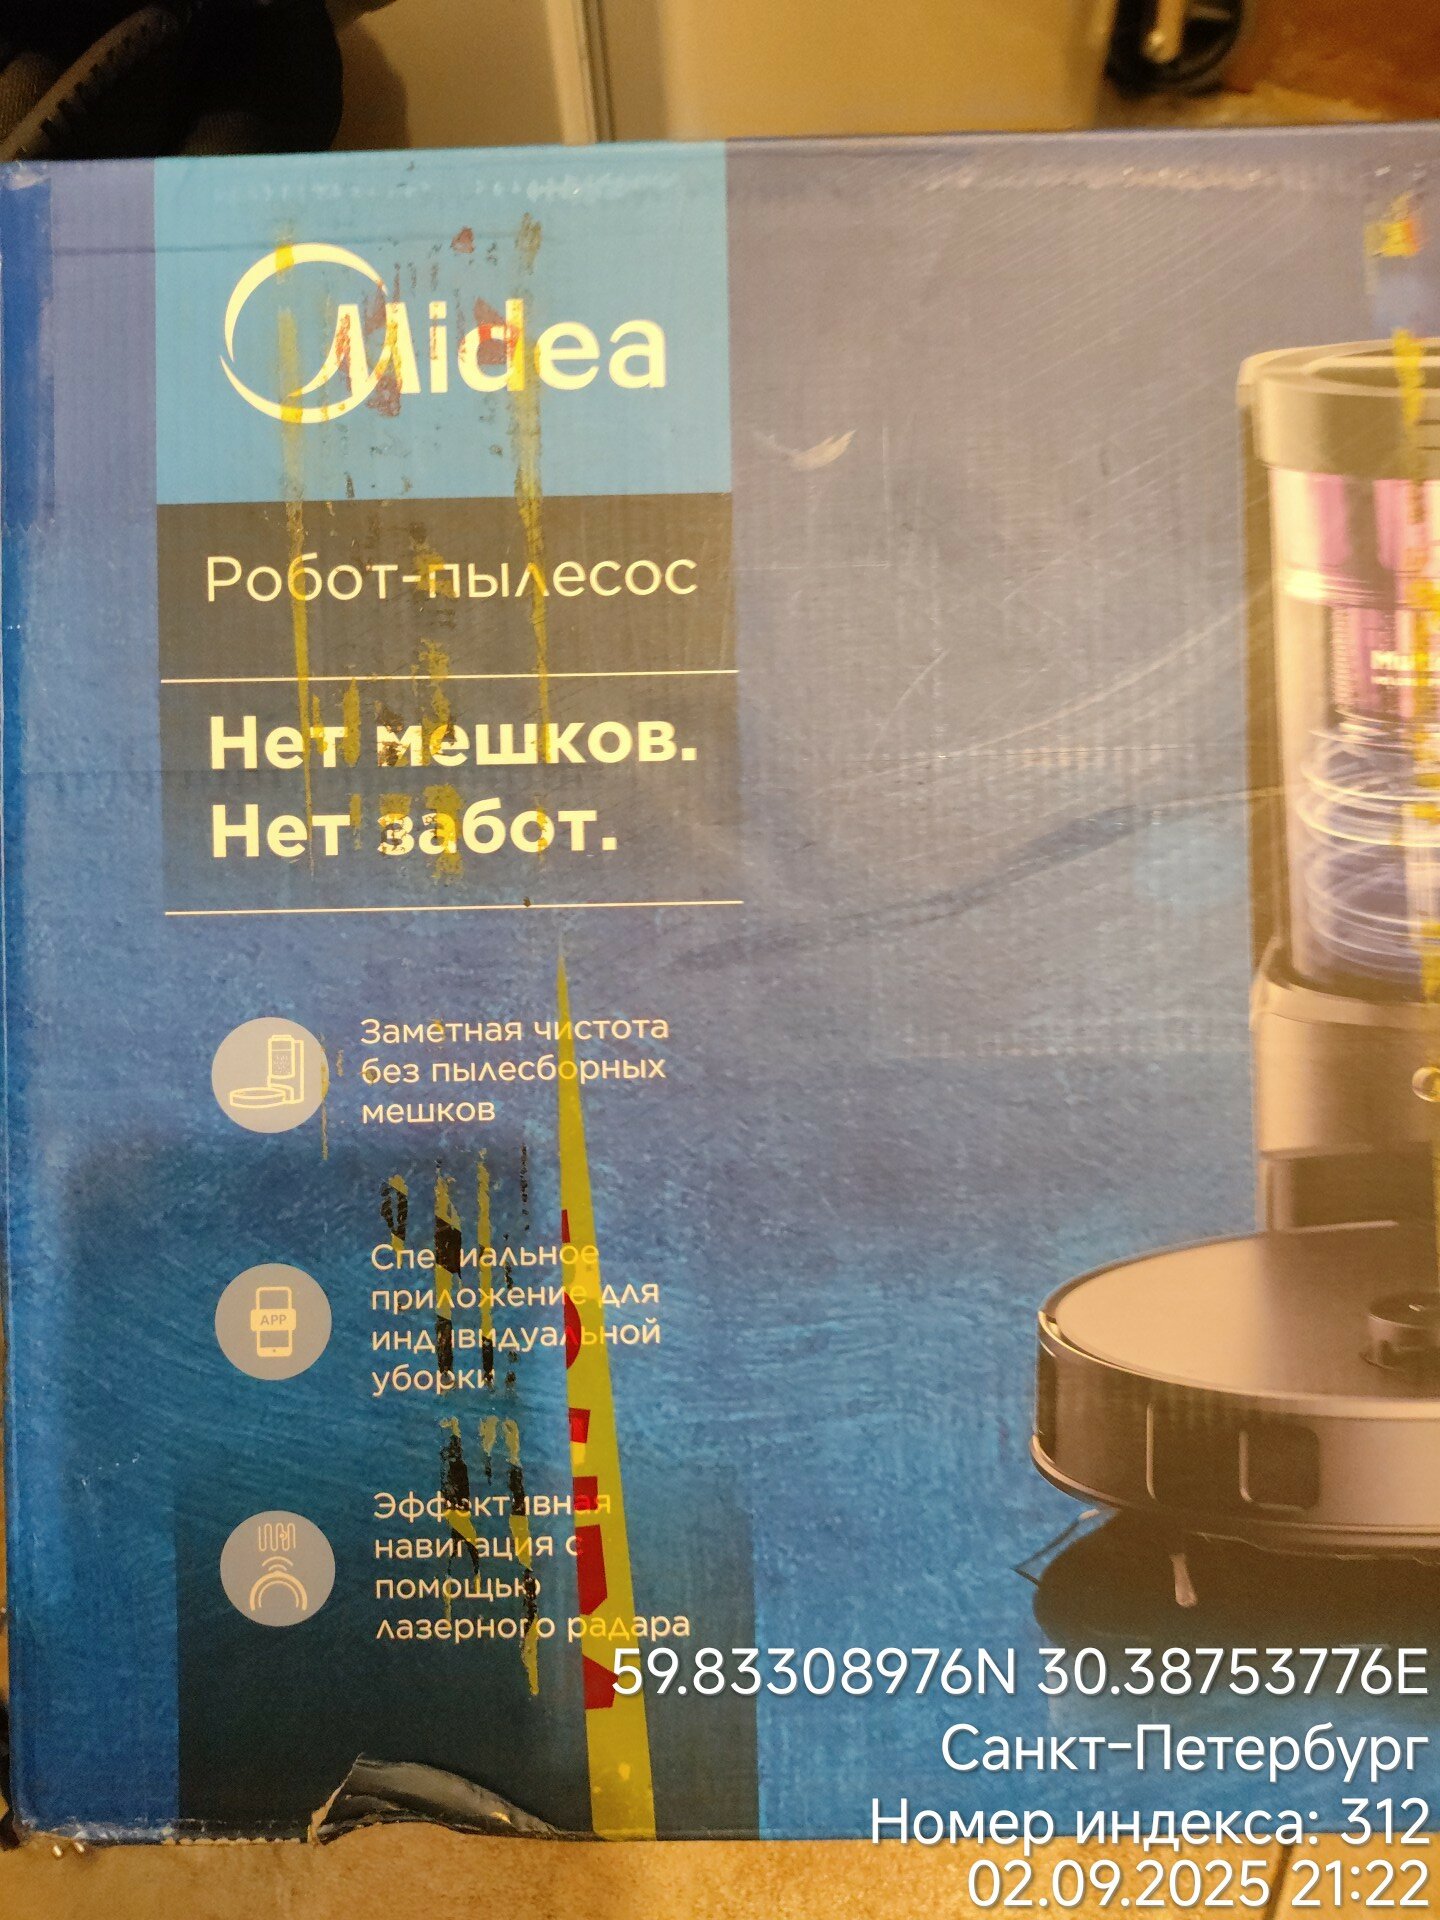 Midea
Робот-пылесос
Нет мешков.
Нет забот.
Заметная чистота
без пылесборных
мешков
APP
Специальное
приложение для
индивидуальной
уборки
Эффективная
навигация с
помощью
лазерного радара
59.83308976N 30.38753776E
Санкт-Петербург
Номер индекса: 312
02.09.2025 21:22